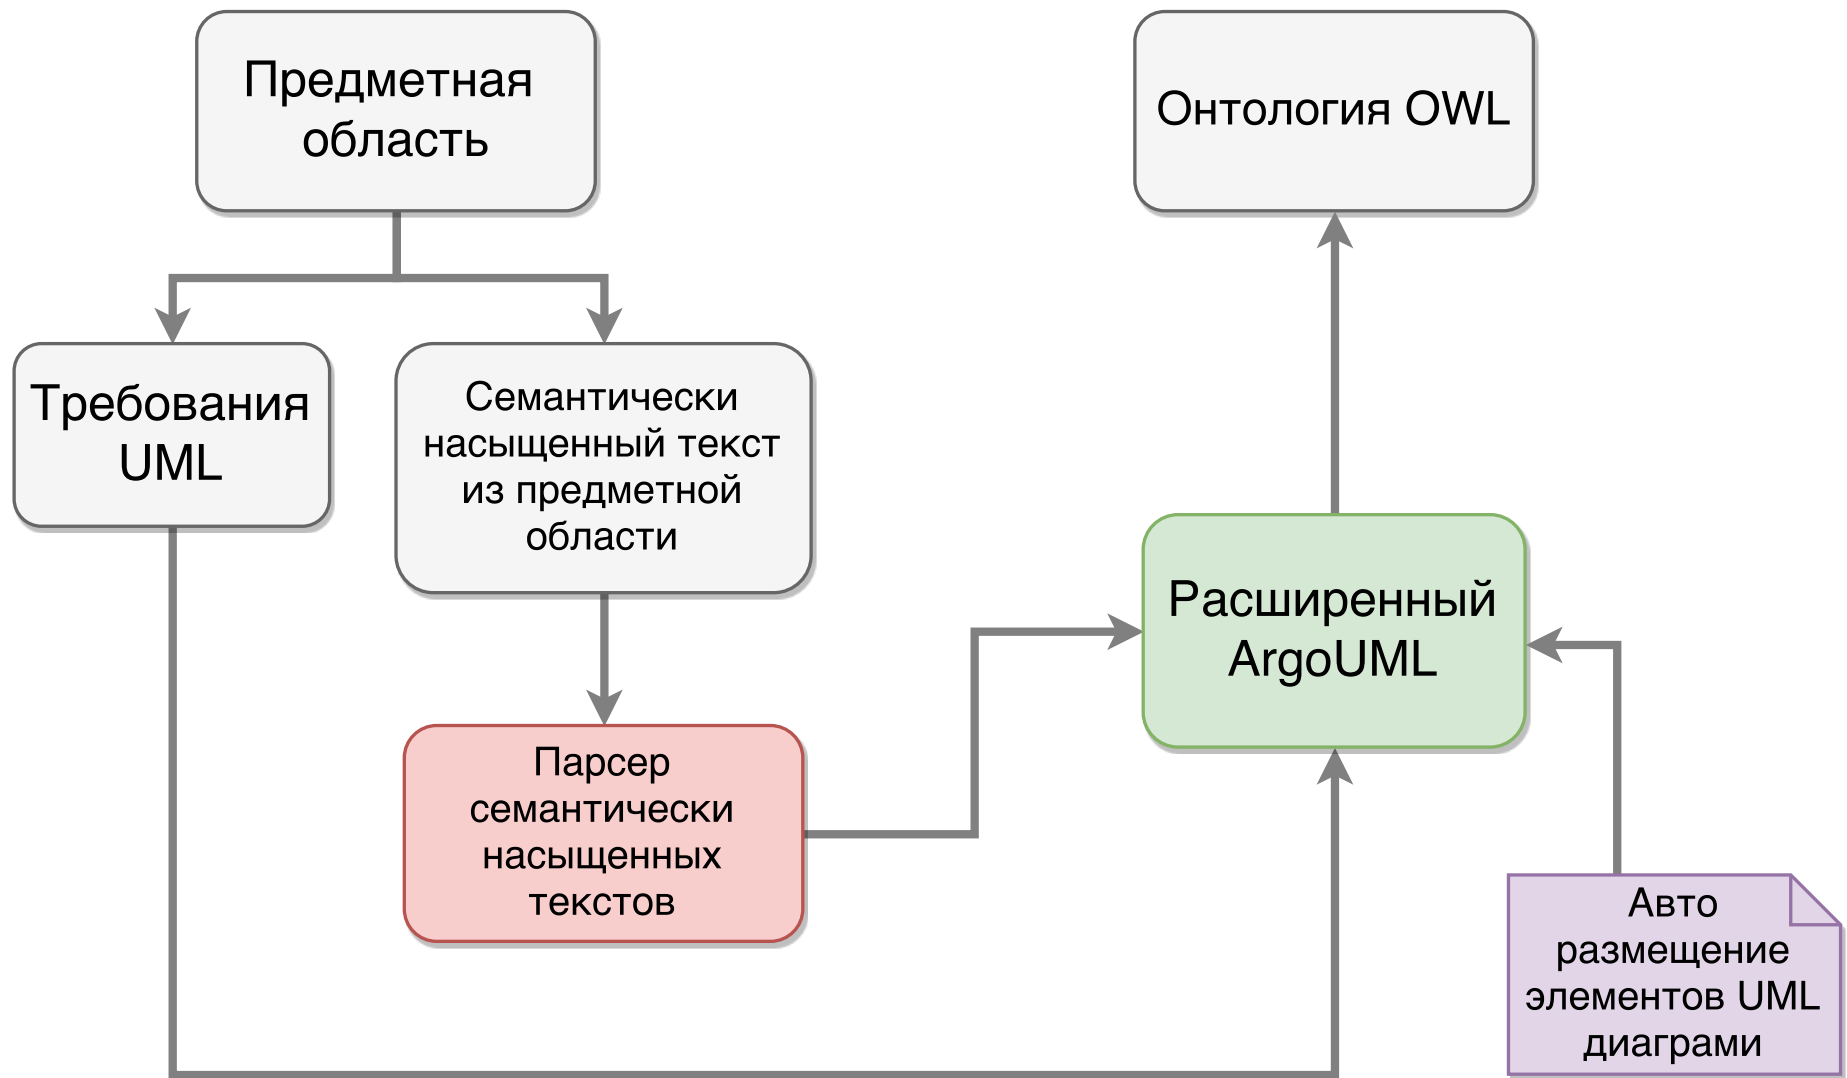 Предметная
область
Онтология OWL
Требования
UML
Семантически
насыщенный текст
из предметной
области
Расширенный
ArgoUML
Парсер
семантически
насыщенных
текстов
Авто
размещение
элементов UML
диаграми